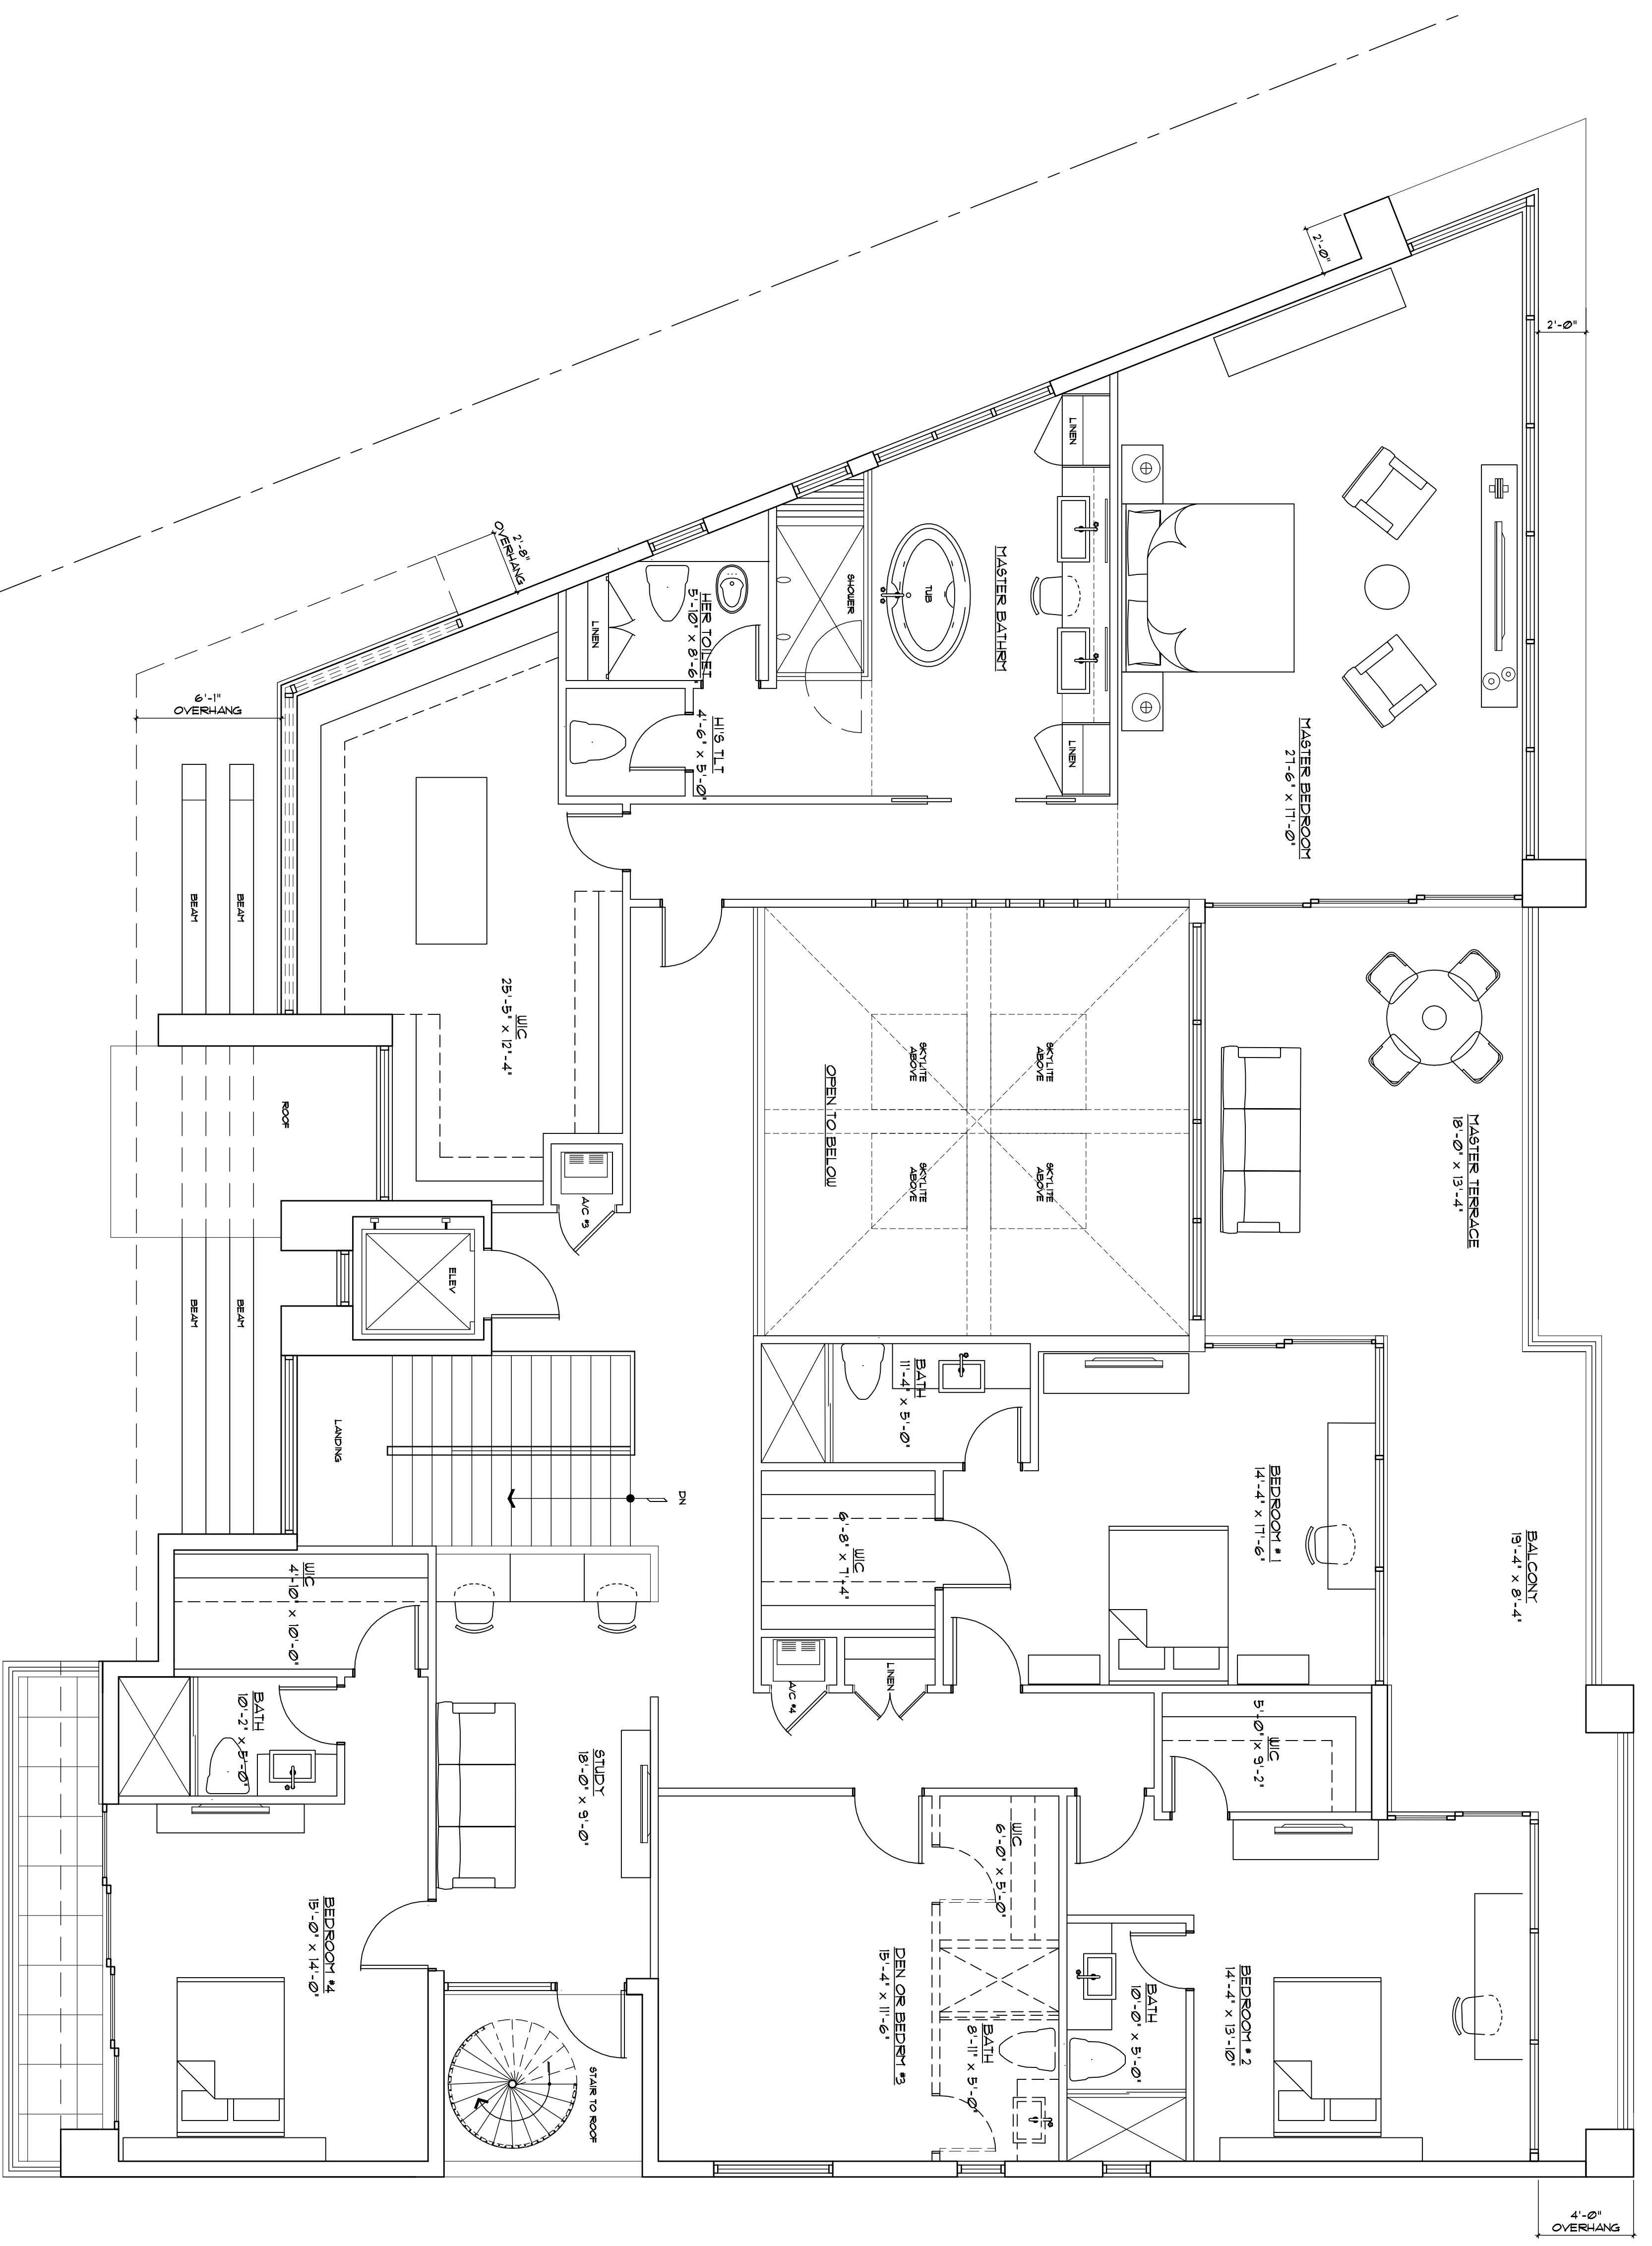 2'-0"
2'-0"
LINEN
MASTER BEDROOM
27'-6" x 17'-0"
MASTER BATHRM
TUB
SHOWER
LINEN
HER TOILET
5'-10" x 8'-6"
LINEN
HI'S TLT
4'-6" x 5'-0"
2'-8"
OVERHANG
6'-1"
OVERHANG
BEAM
BEAM
WIC
25'-5" x 12'-4"
ROOF
A/C #3
ELEV
BEAM
BEAM
SKYLITE
ABOVE
SKYLITE
ABOVE
SKYLITE
ABOVE
SKYLITE
ABOVE
OPEN TO BELOW
MASTER TERRACE
18'-0" x 13'-4"
LANDING
DN
BATH
11'-4" x 5'-0"
WIC
6'-8" x 7'-4"
BEDROOM # 1
14'-4" x 17'-6"
BALCONY
19'-4" x 8'-4"
LINEN
A/C #4
WIC
5'-0" x 9'-2"
WIC
4'-10" x 10'-0"
BATH
10'-2" x 5'-0"
STUDY
18'-0" x 9'-0"
BEDROOM #4
15'-0" x 14'-0"
STAIR TO ROOF
WIC
6'-0" x 5'-0"
DEN OR BEDRM #3
15'-4" x 11'-6"
BATH
8'-11" x 5'-0"
BATH
10'-0" x 5'-0"
BEDROOM # 2
14'-4" x 13'-10"
4'-0"
OVERHANG